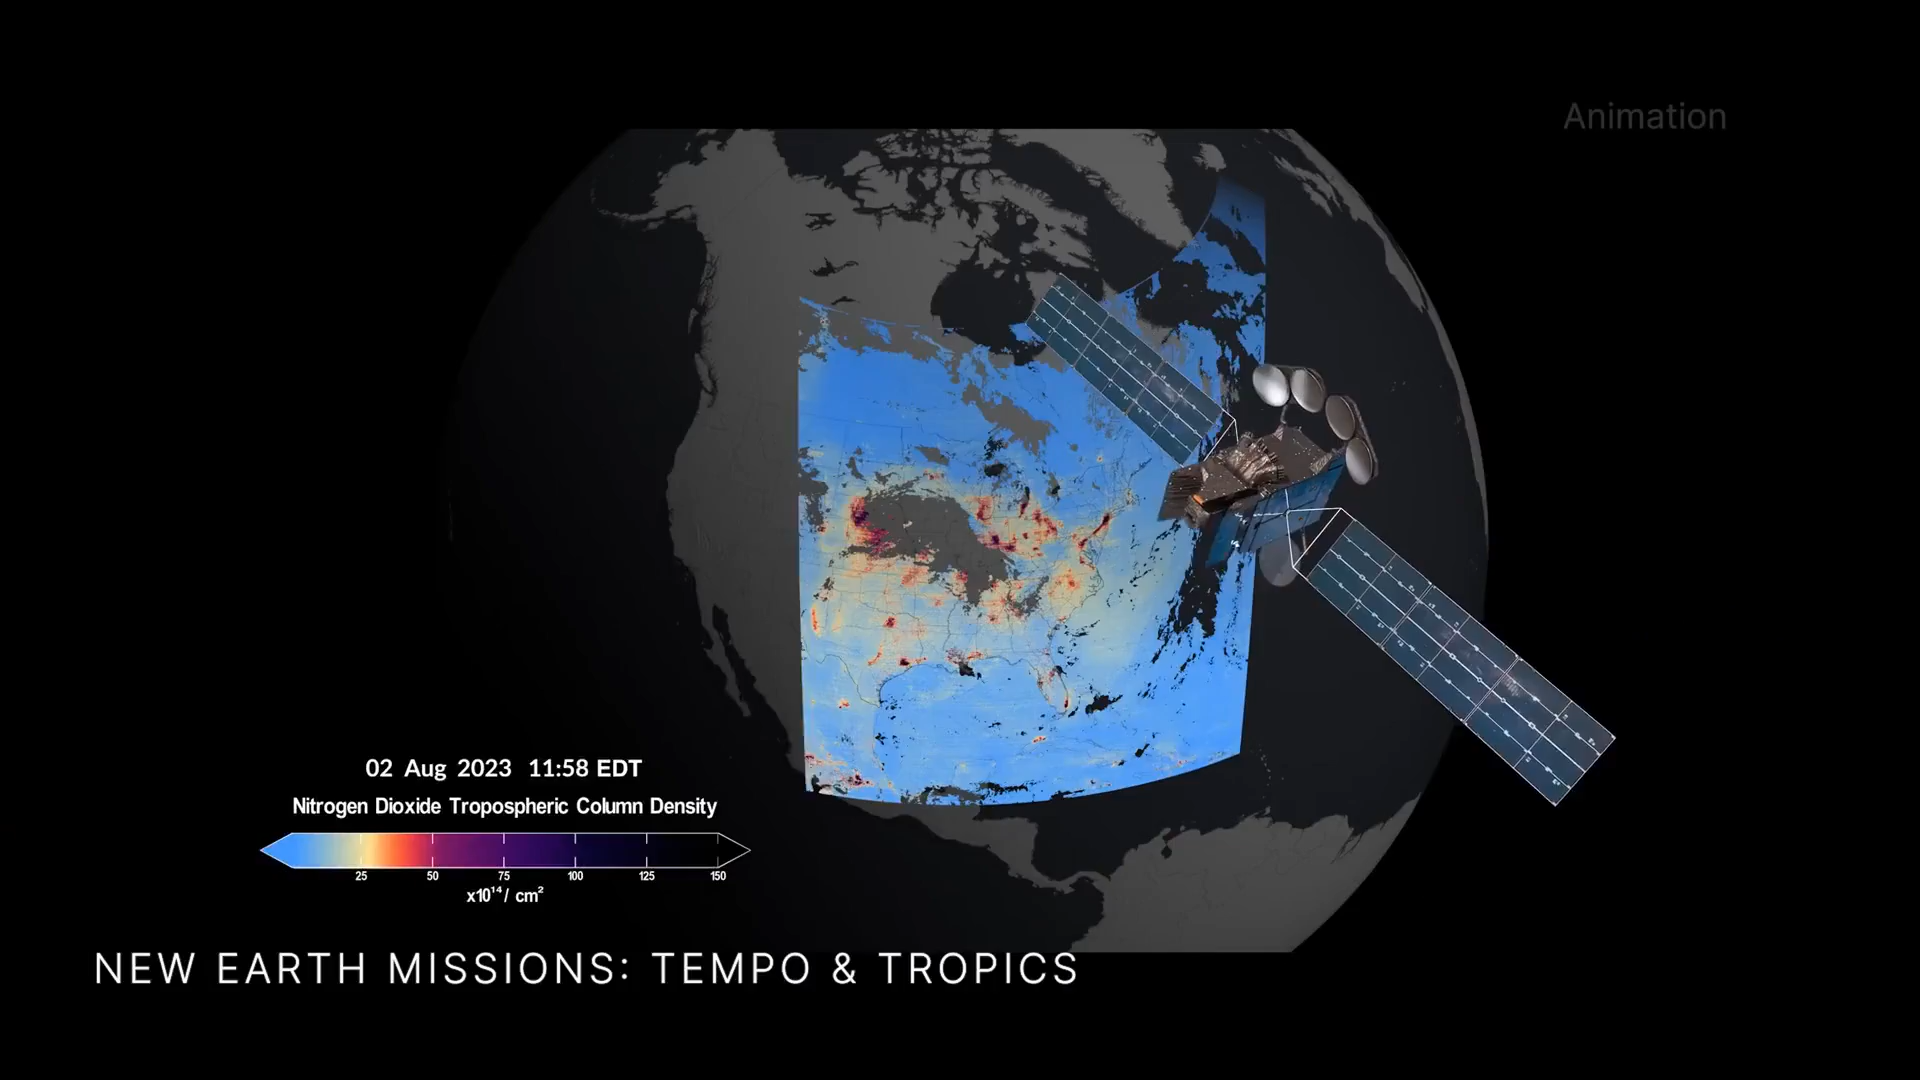 Animation
02 Aug 2023 11:58 EDT
Nitrogen Dioxide Tropospheric Column Density
25 50 75 100 125 150
x10¹⁴/ cm²
NEW EARTH MISSIONS: TEMPO & TROPICS